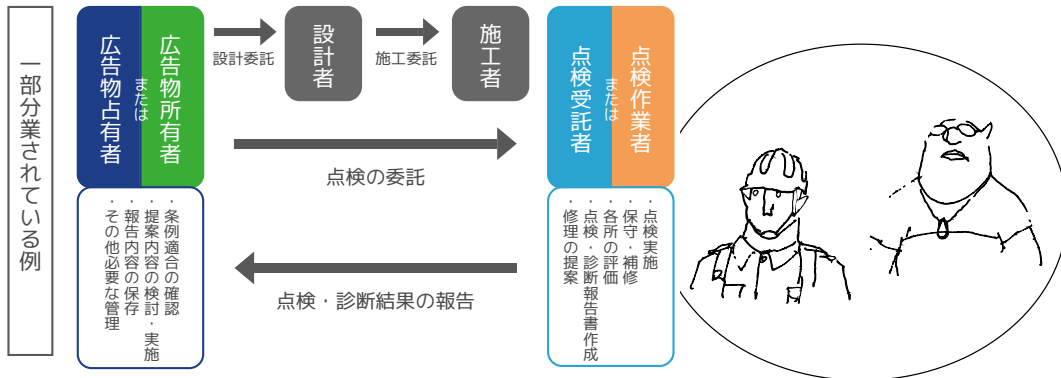 一部分業されている例
広告物所有者
または
広告物占有者
設計委託
設計者
施工委託
施工者
点検作業者
または
点検受託者
点検の委託
・条例適合の確認
・提案内容の検討・実施
・報告内容の保存
・その他必要な管理
点検・診断結果の報告
・点検実施
・保守・補修
・各所の評価
・点検・診断報告書作成
・修理の提案